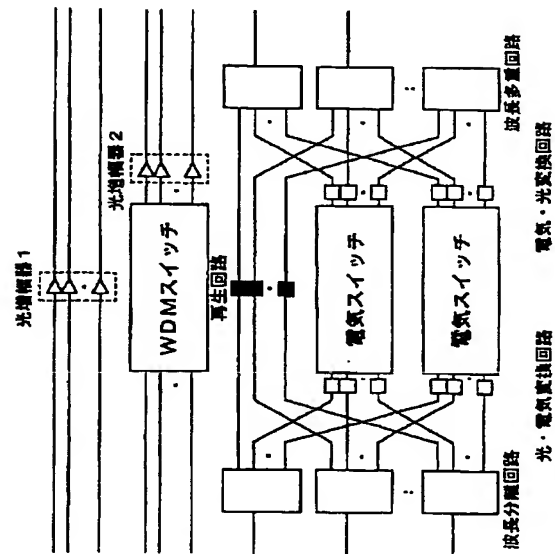 光増幅器1
光増幅器2
WDMスイッチ
再生回路
電気スイッチ
電気スイッチ
波長分離回路
光・電気変換回路
電気・光変換回路
波長多重回路